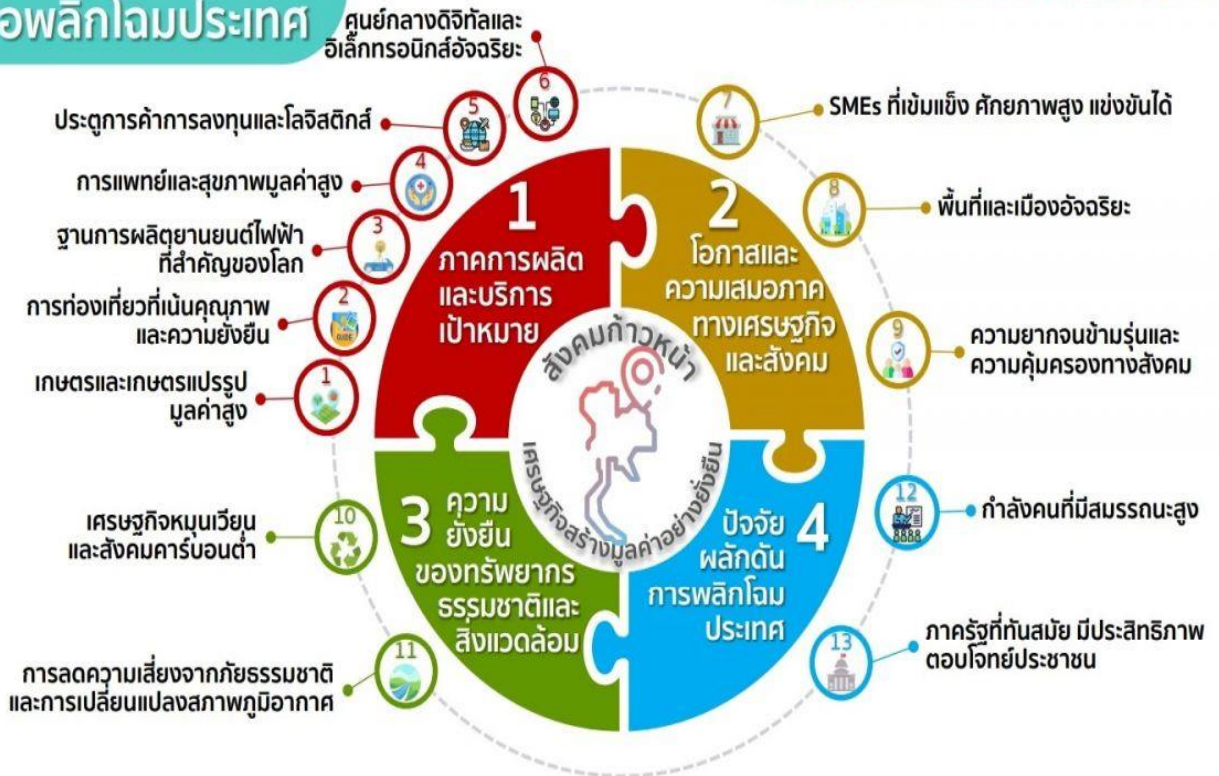 อพลิกโฉมประเทศ
ศูนย์กลางดิจิทัลและ
อิเล็กทรอนิกส์อัจฉริยะ
6
ประตูการค้าการลงทุนและโลจิสติกส์
5
การแพทย์และสุขภาพมูลค่าสูง
4
ฐานการผลิตยานยนต์ไฟฟ้า
ที่สำคัญของโลก
3
การท่องเที่ยวที่เน้นคุณภาพ
และความยั่งยืน
2
GUIDE
เกษตรและเกษตรแปรรูป
มูลค่าสูง
1
1
ภาคการผลิต
และบริการ
เป้าหมาย
2
โอกาสและ
ความเสมอภาค
ทางเศรษฐกิจ
และสังคม
7
SMEs ที่เข้มแข็ง ศักยภาพสูง แข่งขันได้
8
พื้นที่และเมืองอัจฉริยะ
9
ความยากจนข้ามรุ่นและ
ความคุ้มครองทางสังคม
สังคมก้าวหน้า
เศรษฐกิจสร้างมูลค่าอย่างยั่งยืน
3
ความ
ยั่งยืน
ของทรัพยากร
ธรรมชาติและ
สิ่งแวดล้อม
10
เศรษฐกิจหมุนเวียน
และสังคมคาร์บอนต่ำ
11
การลดความเสี่ยงจากภัยธรรมชาติ
และการเปลี่ยนแปลงสภาพภูมิอากาศ
4
ปัจจัย
ผลักดัน
การพลิกโฉม
ประเทศ
12
กำลังคนที่มีสมรรถนะสูง
13
ภาครัฐที่ทันสมัย มีประสิทธิภาพ
ตอบโจทย์ประชาชน